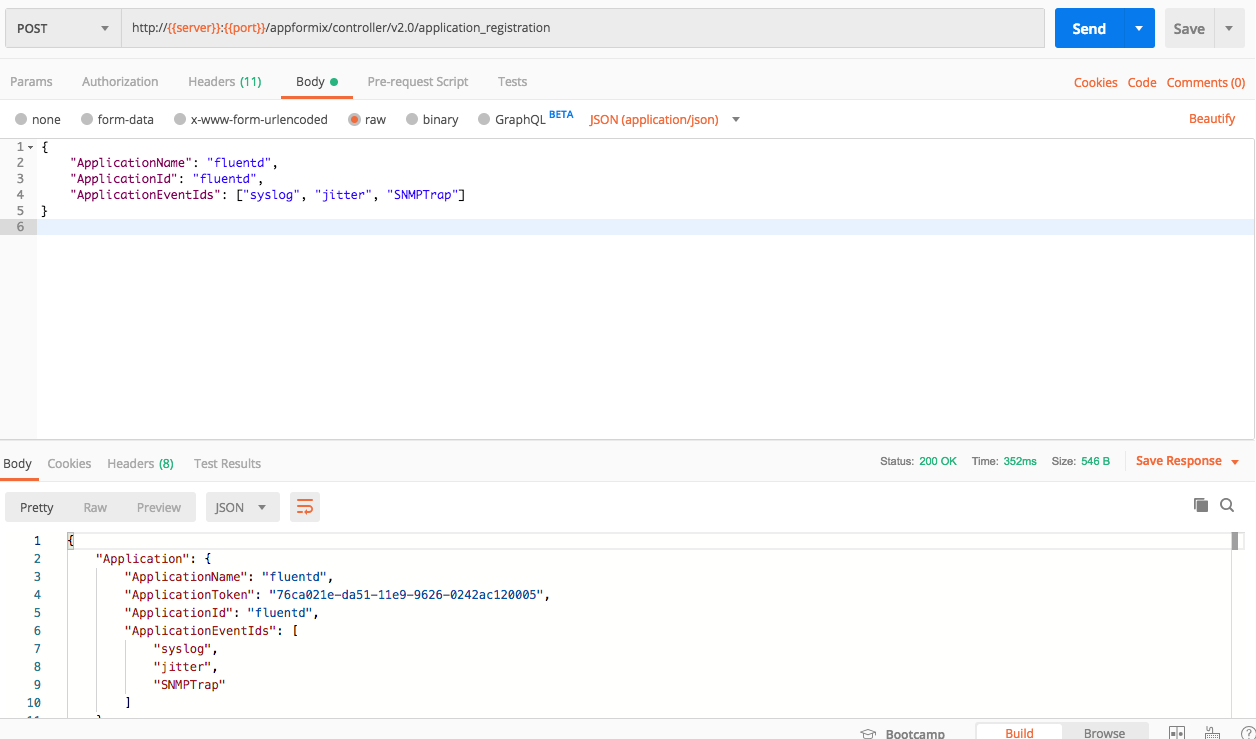 POST http://{{server}}:{{port}}/appformix/controller/v2.0/application_registration Send Save
Params Authorization Headers (11) Body Pre-request Script Tests Cookies Code Comments (0)
none form-data x-www-form-urlencoded raw binary GraphQL BETA JSON (application/json) Beautify
1 {
2 "ApplicationName": "fluentd",
3 "ApplicationId": "fluentd",
4 "ApplicationEventIds": ["syslog", "jitter", "SNMPTrap"]
5 }
6
Body Cookies Headers (8) Test Results Status: 200 OK Time: 352ms Size: 546 B Save Response
Pretty Raw Preview JSON
1 {
2 "Application": {
3 "ApplicationName": "fluentd",
4 "ApplicationToken": "76ca021e-da51-11e9-9626-0242ac120005",
5 "ApplicationId": "fluentd",
6 "ApplicationEventIds": [
7 "syslog",
8 "jitter",
9 "SNMPTrap"
10 ]
11 }
Bootcamp Build Browse